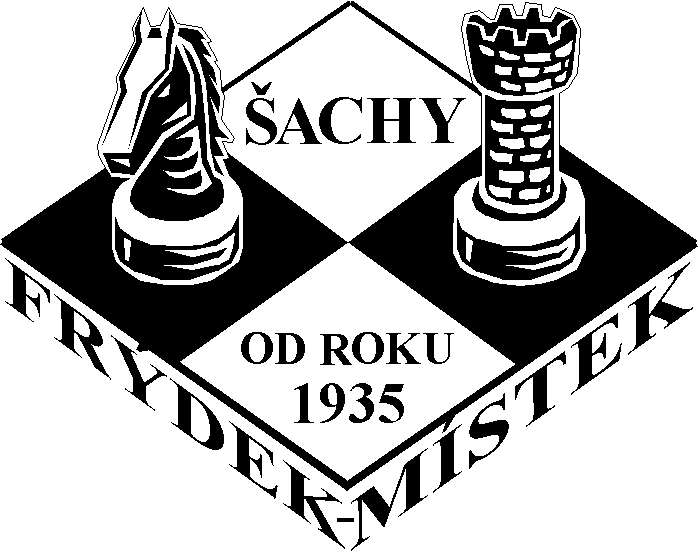 ŠACHY
OD ROKU
1935
FRÝDEK-MÍSTEK